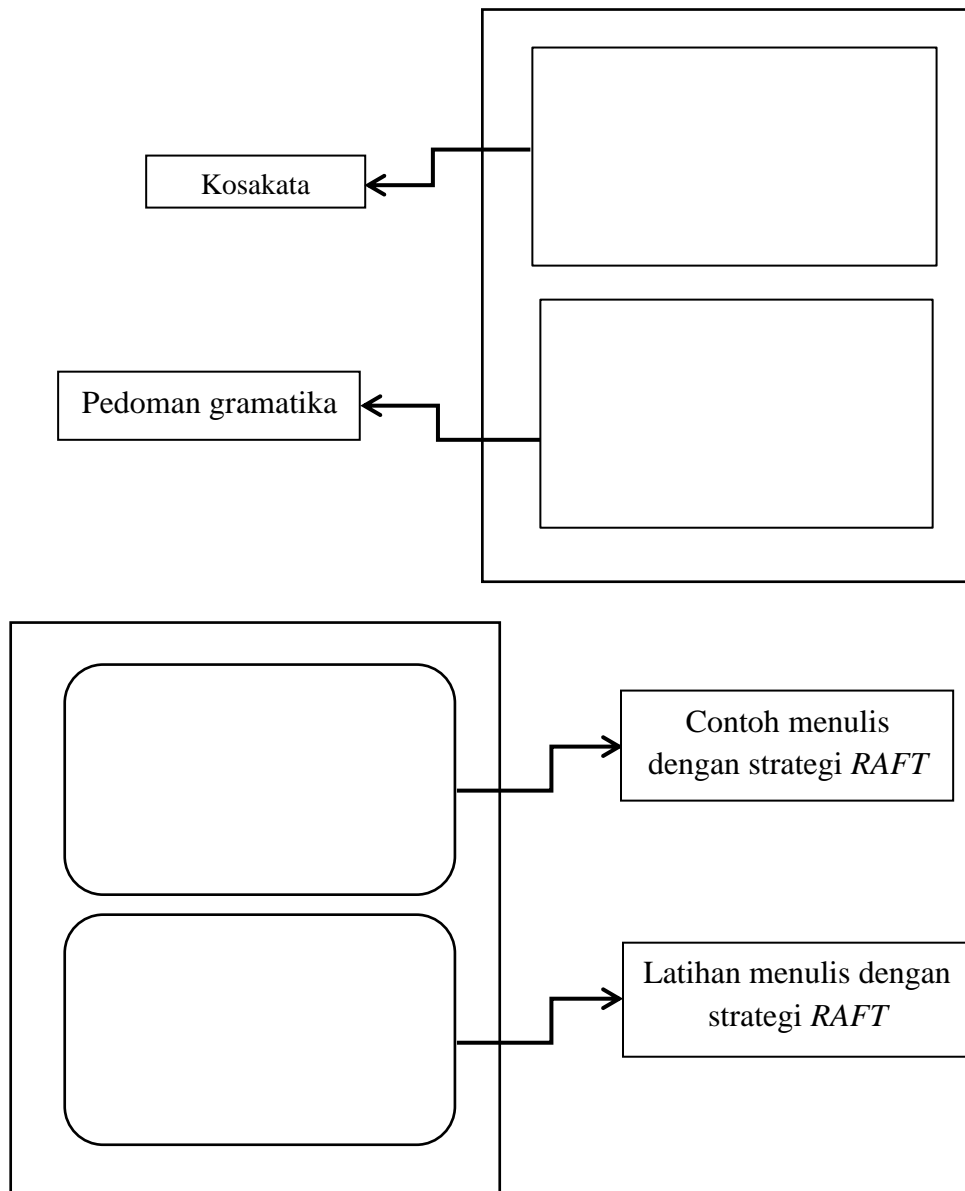 Kosakata
Pedoman gramatika
Contoh menulis
dengan strategi RAFT
Latihan menulis dengan
strategi RAFT